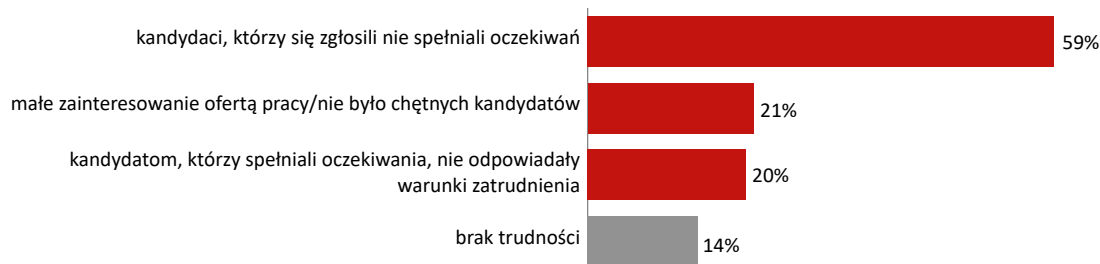 kandydaci, którzy się zgłosili nie spełniali oczekiwań
59%
małe zainteresowanie ofertą pracy/nie było chętnych kandydatów
21%
kandydatom, którzy spełniali oczekiwania, nie odpowiadały
warunki zatrudnienia
20%
brak trudności
14%